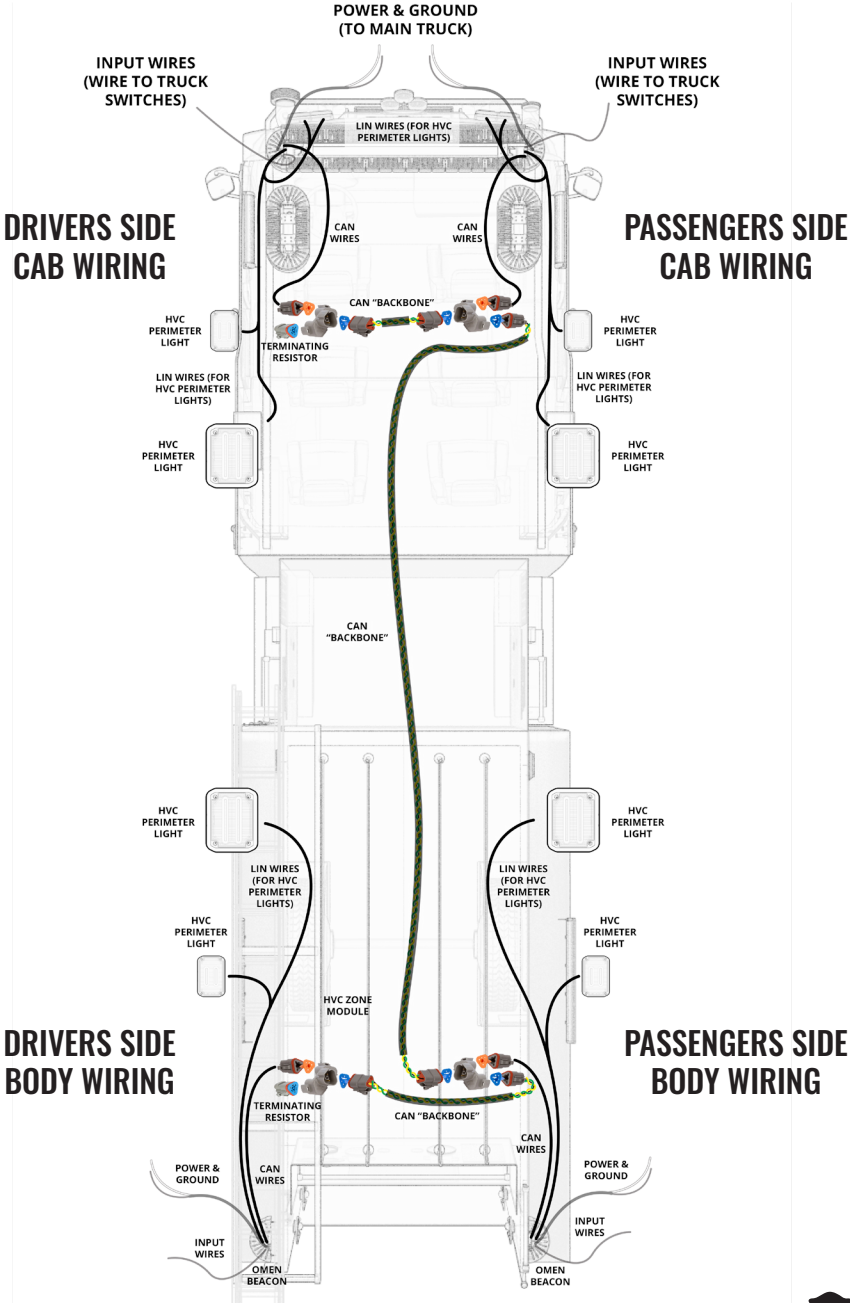 POWER & GROUND
(TO MAIN TRUCK)
INPUT WIRES
(WIRE TO TRUCK
SWITCHES)
INPUT WIRES
(WIRE TO TRUCK
SWITCHES)
LIN WIRES (FOR HVC
PERIMETER LIGHTS)
DRIVERS SIDE
CAB WIRING
CAN
WIRES
CAN
WIRES
PASSENGERS SIDE
CAB WIRING
HVC
PERIMETER
LIGHT
CAN "BACKBONE"
HVC
PERIMETER
LIGHT
TERMINATING
RESISTOR
LIN WIRES (FOR
HVC PERIMETER
LIGHTS)
LIN WIRES (FOR
HVC PERIMETER
LIGHTS)
HVC
PERIMETER
LIGHT
HVC
PERIMETER
LIGHT
CAN
"BACKBONE"
HVC
PERIMETER
LIGHT
HVC
PERIMETER
LIGHT
LIN WIRES
(FOR HVC
PERIMETER
LIGHTS)
LIN WIRES
(FOR HVC
PERIMETER
LIGHTS)
HVC
PERIMETER
LIGHT
HVC
PERIMETER
LIGHT
HVC ZONE
MODULE
DRIVERS SIDE
BODY WIRING
PASSENGERS SIDE
BODY WIRING
TERMINATING
RESISTOR
CAN "BACKBONE"
CAN
WIRES
POWER &
GROUND
CAN
WIRES
POWER &
GROUND
INPUT
WIRES
INPUT
WIRES
OMEN
BEACON
OMEN
BEACON